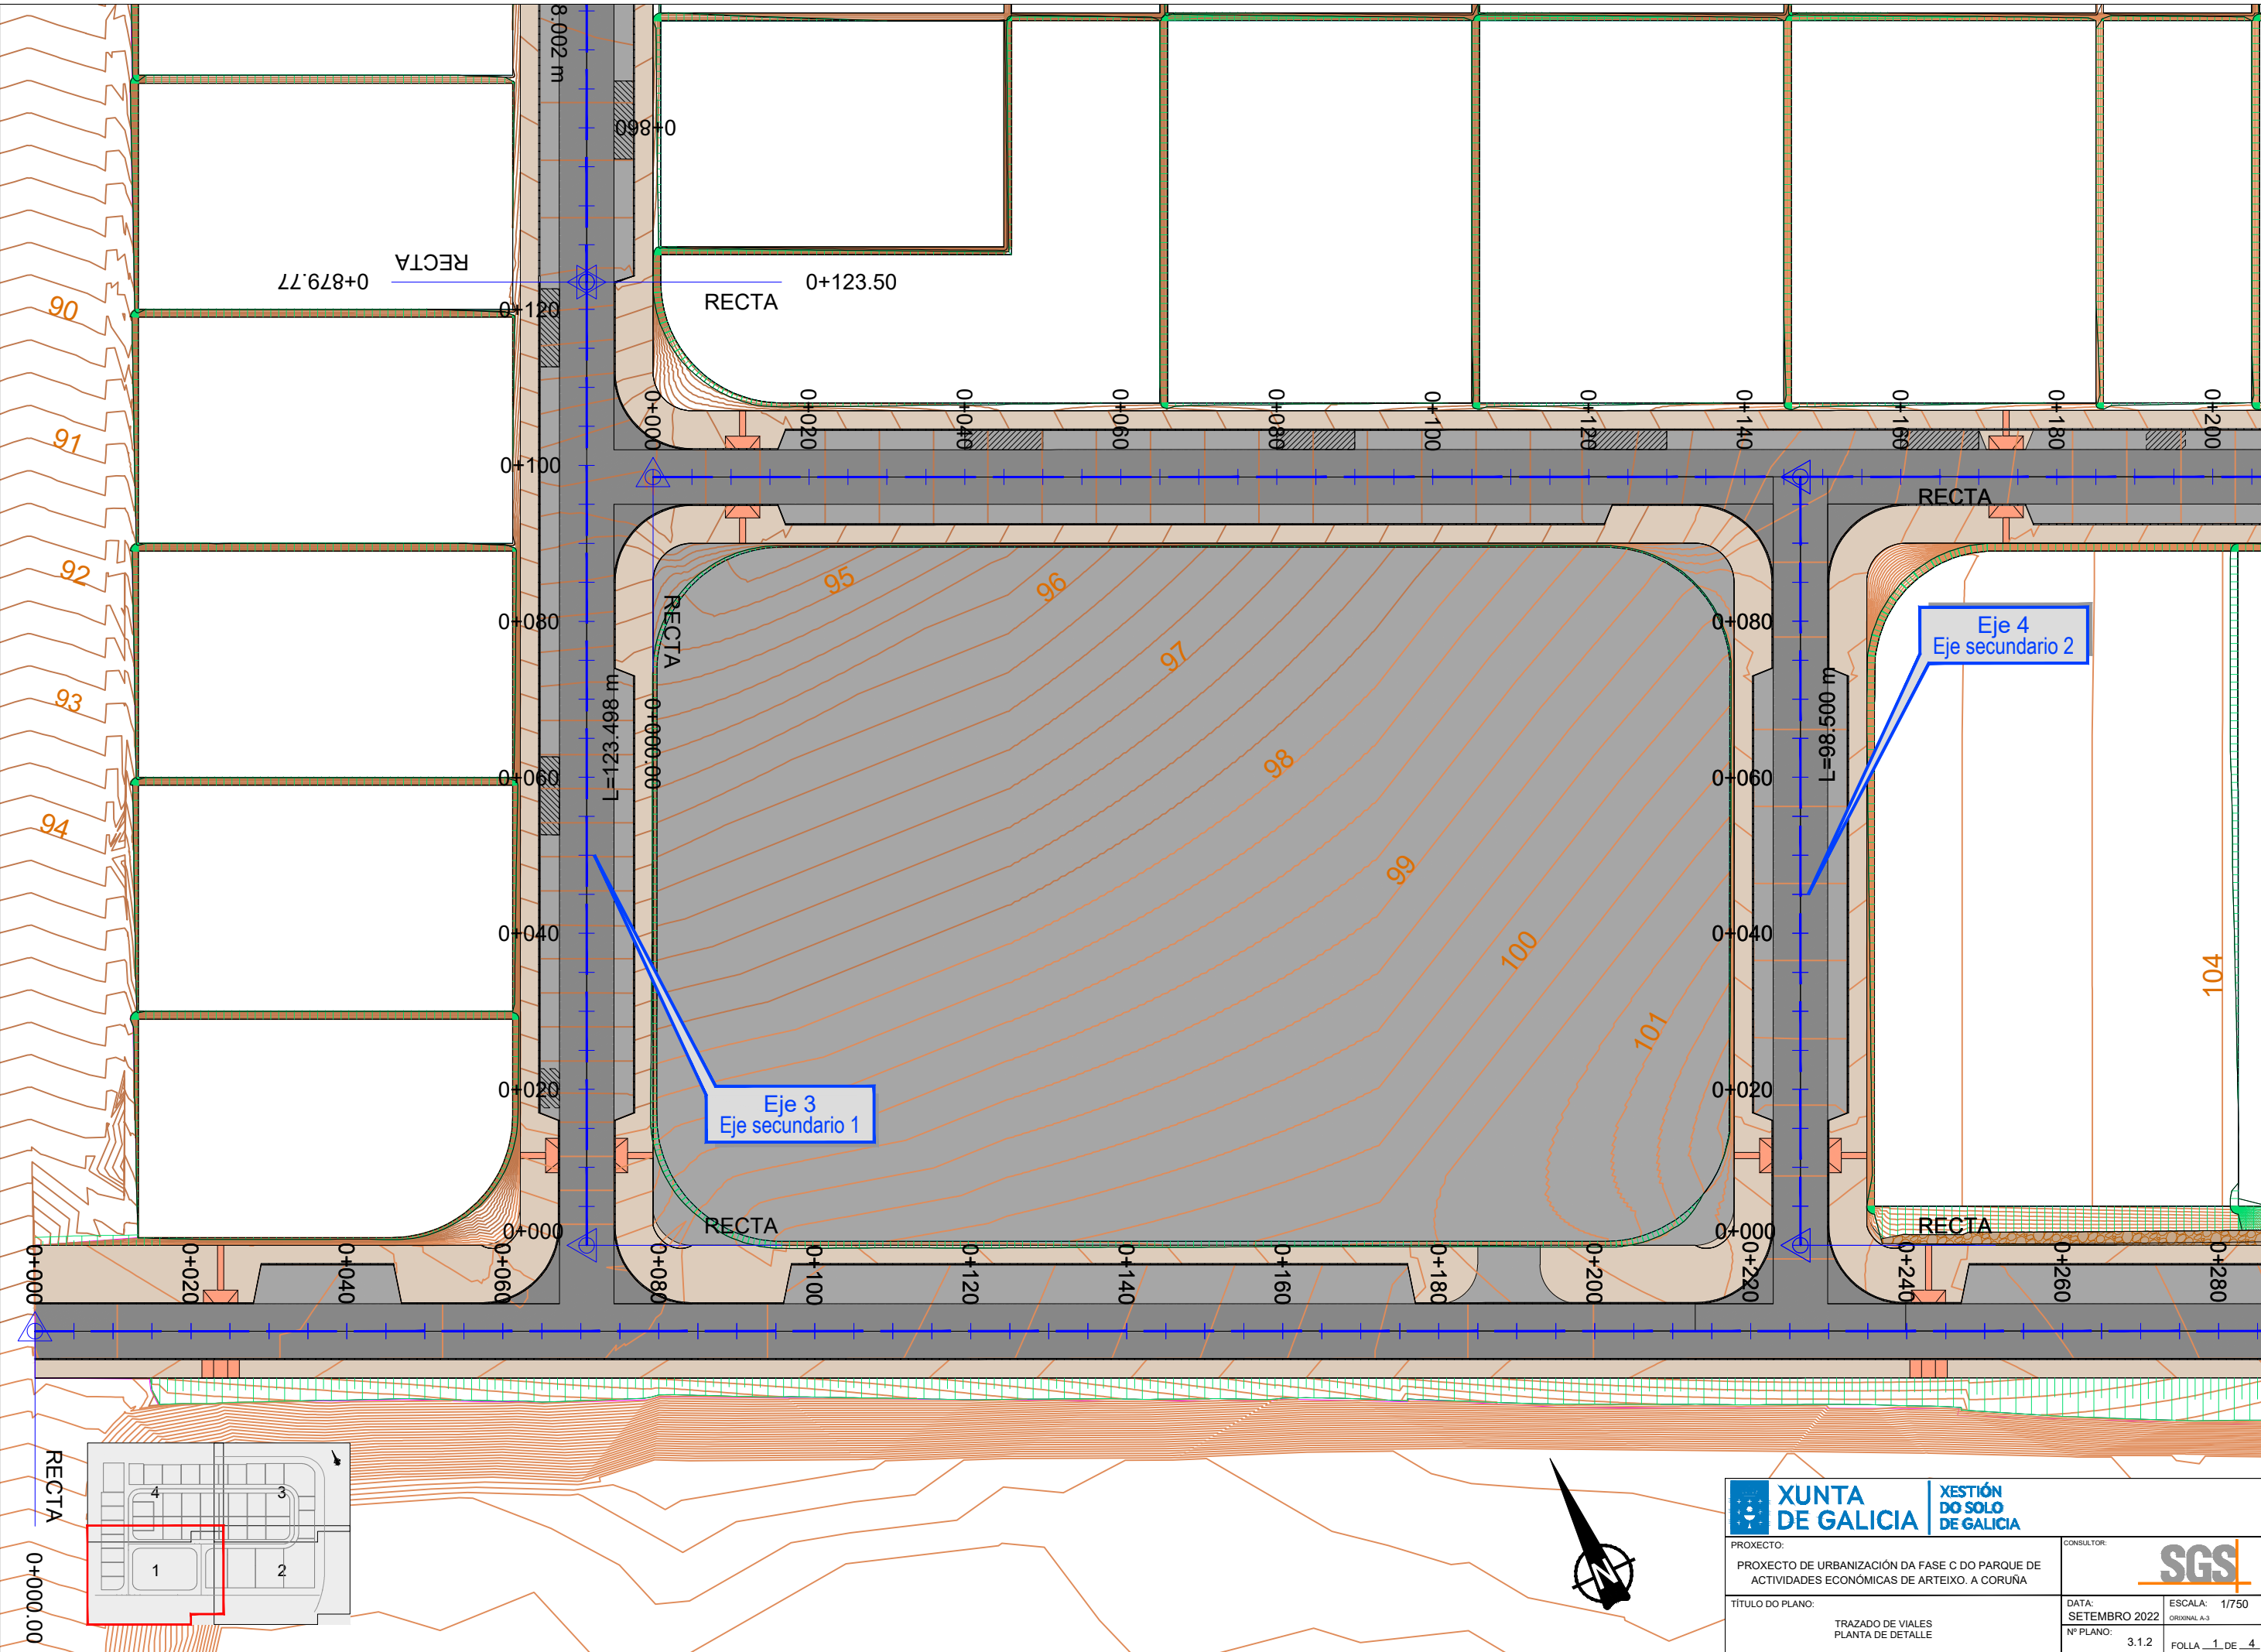 8.002 m
0+860
RECTA
0+879.77
0+123.50
RECTA
0+120
90
91
92
93
94
0+100
0+080
0+060
0+040
0+020
0+000
0+000
0+020
0+040
0+060
0+080
0+100
0+120
0+140
0+160
0+180
0+200
RECTA
RECTA
0+000.00
L=123.498 m
95
96
97
98
99
100
101
104
0+080
0+060
0+040
0+020
0+000
L=98.500 m
Eje 4
Eje secundario 2
Eje 3
Eje secundario 1
RECTA
RECTA
0+000
0+020
0+040
0+060
0+080
0+100
0+120
0+140
0+160
0+180
0+200
0+220
0+240
0+260
0+280
RECTA
0+000.00
4
3
1
2
XUNTA
DE GALICIA
XESTIÓN
DO SOLO
DE GALICIA
PROXECTO:
PROXECTO DE URBANIZACIÓN DA FASE C DO PARQUE DE
ACTIVIDADES ECONÓMICAS DE ARTEIXO. A CORUÑA
CONSULTOR:
SGS
TÍTULO DO PLANO:
TRAZADO DE VIALES
PLANTA DE DETALLE
DATA:
SETEMBRO 2022
ESCALA: 1/750
ORIXINAL A-3
Nº PLANO:
3.1.2
FOLLA 1 DE 4
N